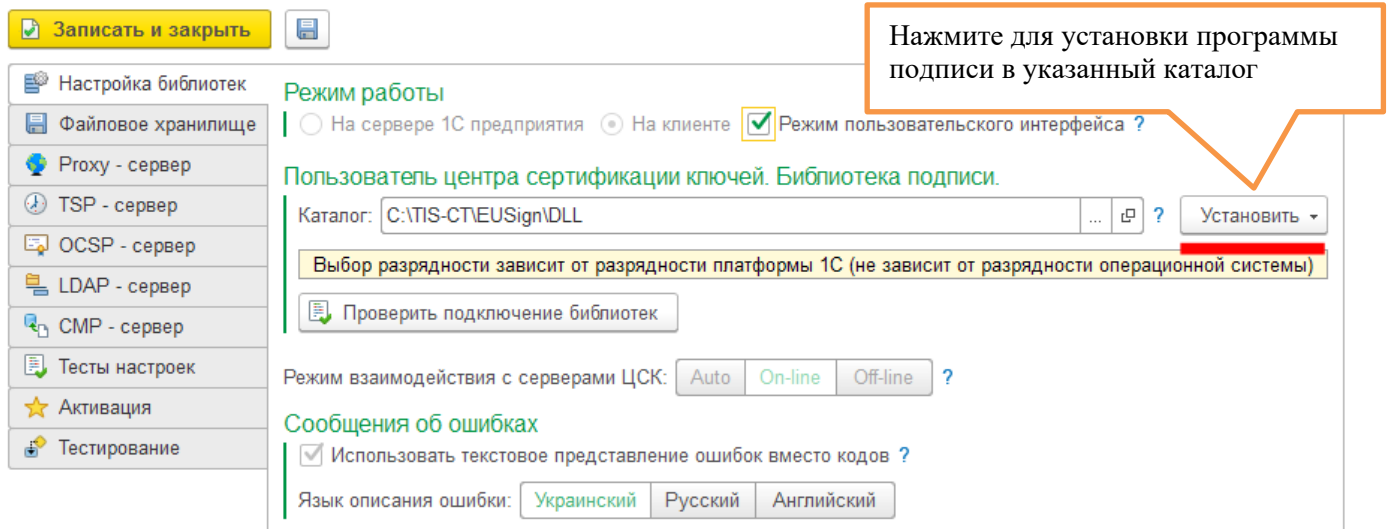 Записать и закрыть
Нажмите для установки программы
подписи в указанный каталог
Настройка библиотек
Файловое хранилище
Proxy - сервер
TSP - сервер
OCSP - сервер
LDAP - сервер
CMP - сервер
Тесты настроек
Активация
Тестирование
Режим работы
На сервере 1С предприятия На клиенте Режим пользовательского интерфейса ?
Пользователь центра сертификации ключей. Библиотека подписи.
Каталог: C:\TIS-CT\EUSign\DLL ... ? Установить
Выбор разрядности зависит от разрядности платформы 1С (не зависит от разрядности операционной системы)
Проверить подключение библиотек
Режим взаимодействия с серверами ЦСК: Auto On-line Off-line ?
Сообщения об ошибках
Использовать текстовое представление ошибок вместо кодов ?
Язык описания ошибки: Украинский Русский Английский